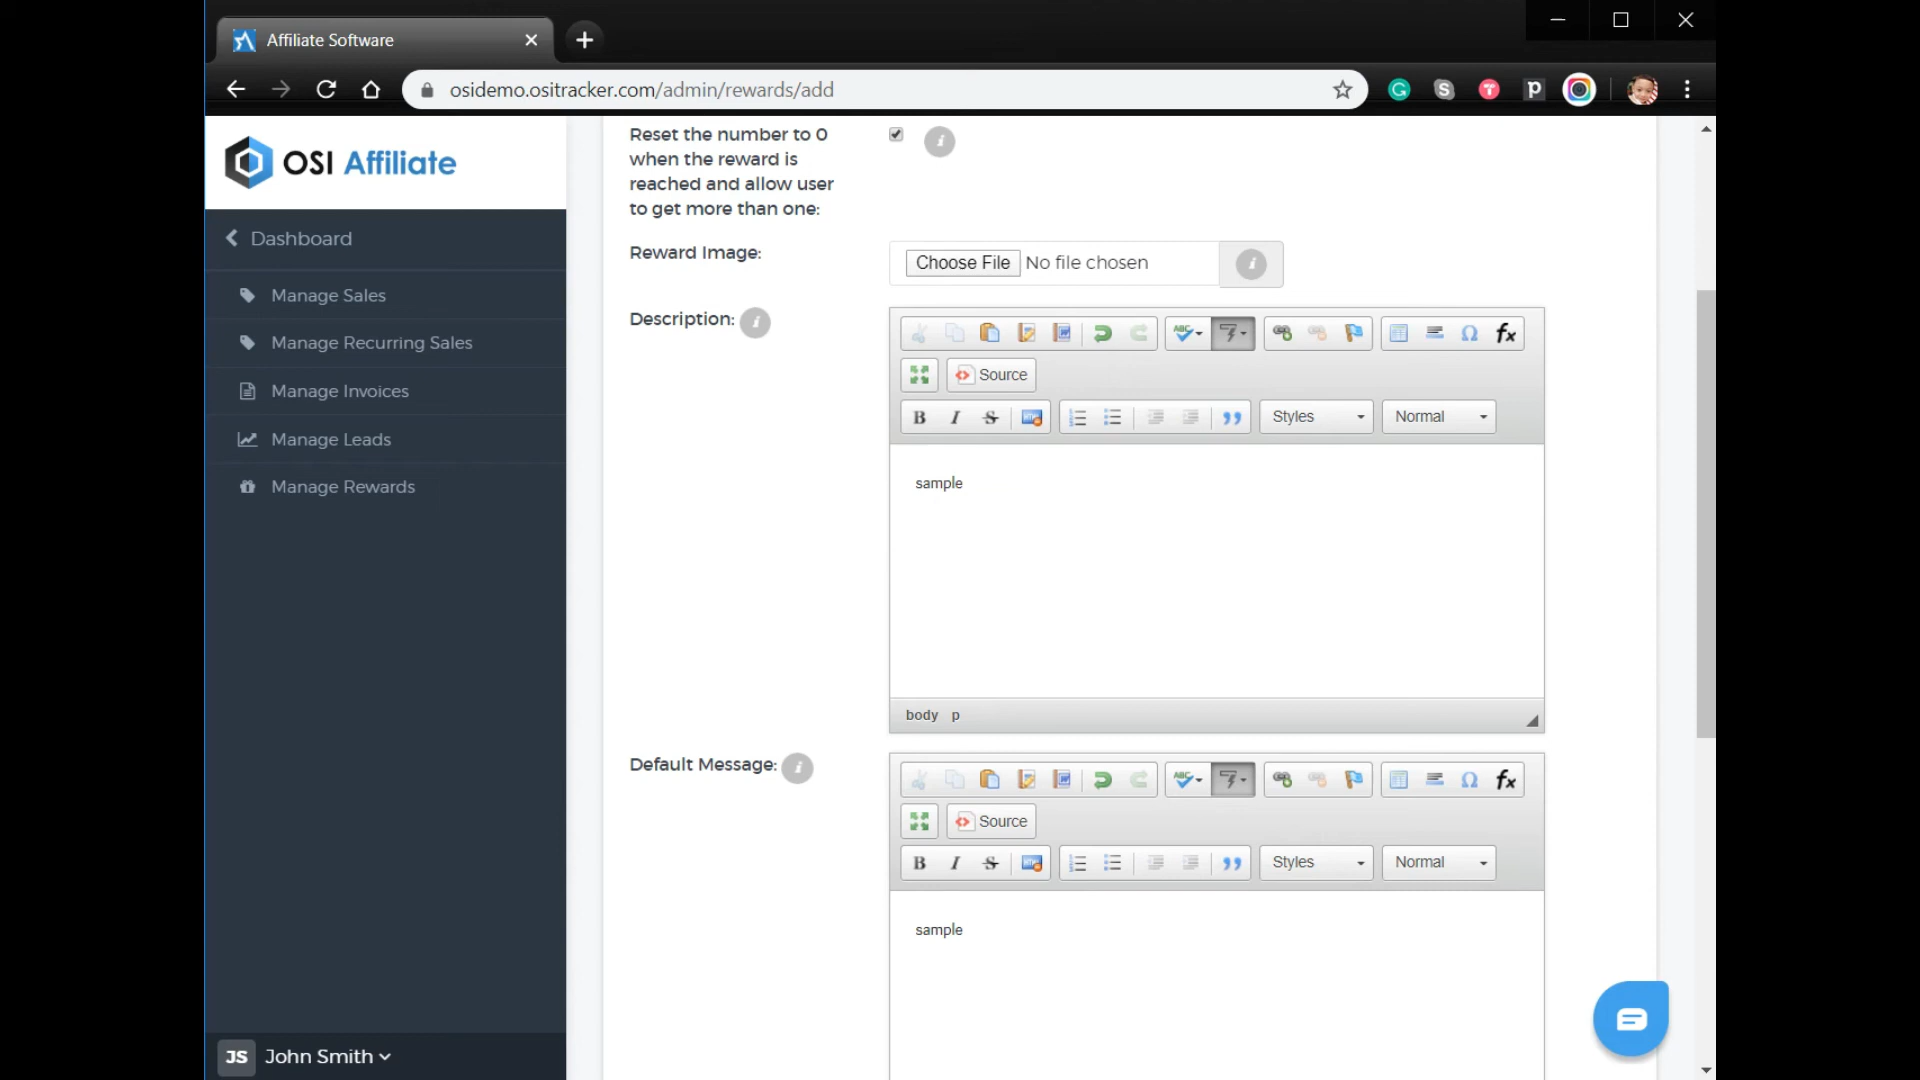 Affiliate Software
osidemo.ositracker.com/admin/rewards/add
OSI Affiliate
Dashboard
Manage Sales
Manage Recurring Sales
Manage Invoices
Manage Leads
Manage Rewards
JS John Smith
Reset the number to 0
when the reward is
reached and allow user
to get more than one:
Reward Image:
Choose File No file chosen
Description:
Source
B I S Styles Normal
sample
body p
Default Message:
Source
B I S Styles Normal
sample